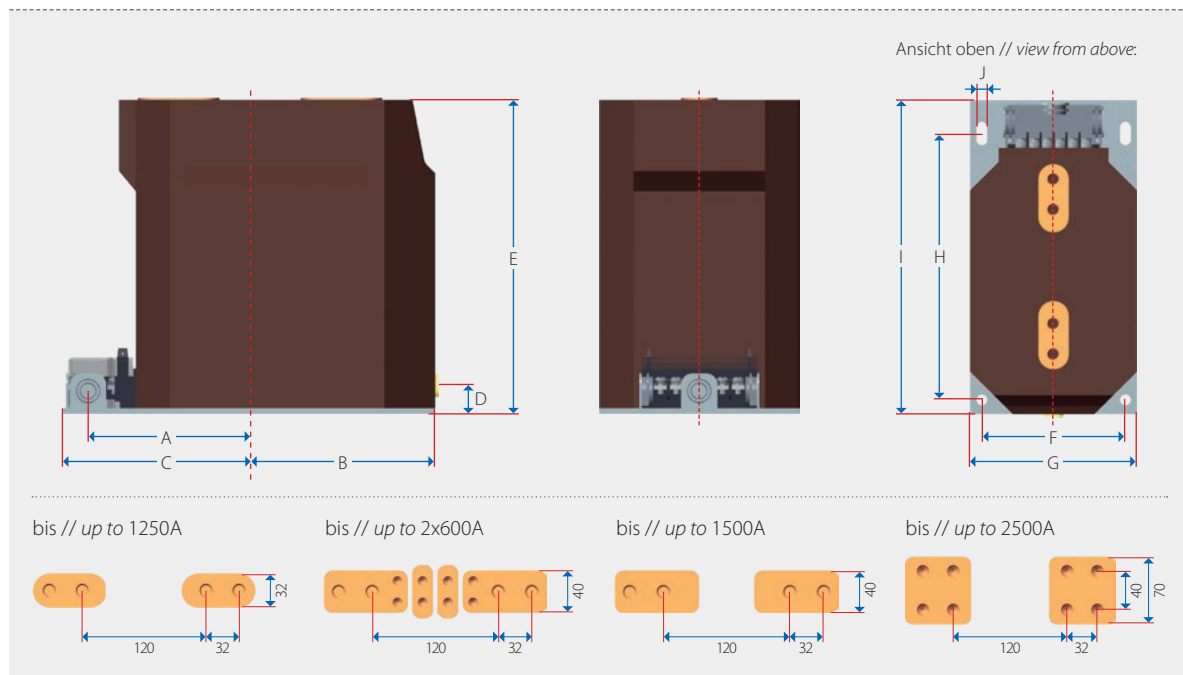 Ansicht oben // view from above:
J
E
I
H
D
A
F
C
B
G
bis // up to 1250A
bis // up to 2x600A
bis // up to 1500A
bis // up to 2500A
32
40
40
40
70
120
32
120
32
120
32
120
32